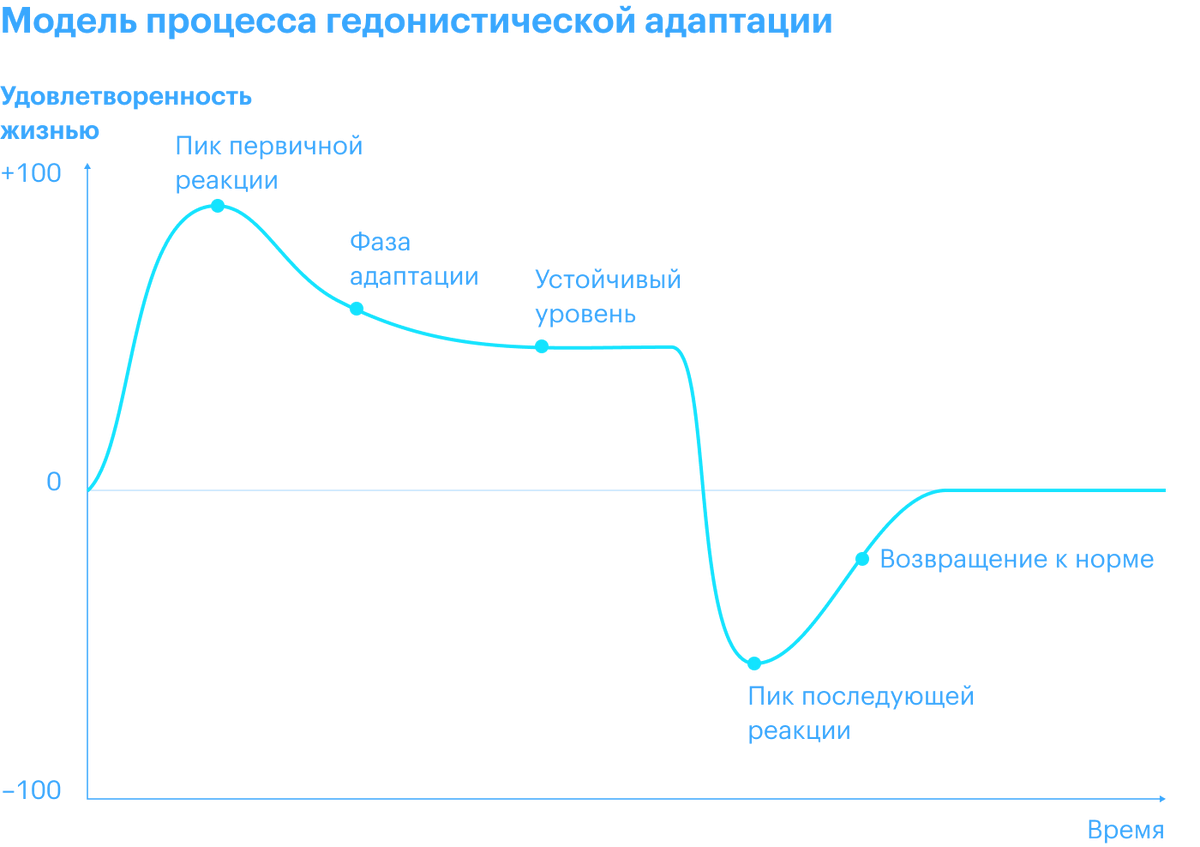 Модель процесса гедонистической адаптации
Удовлетворенность
жизнью
Пик первичной
реакции
+100
Фаза
адаптации
Устойчивый
уровень
0
Возвращение к норме
Пик последующей
реакции
−100
Время